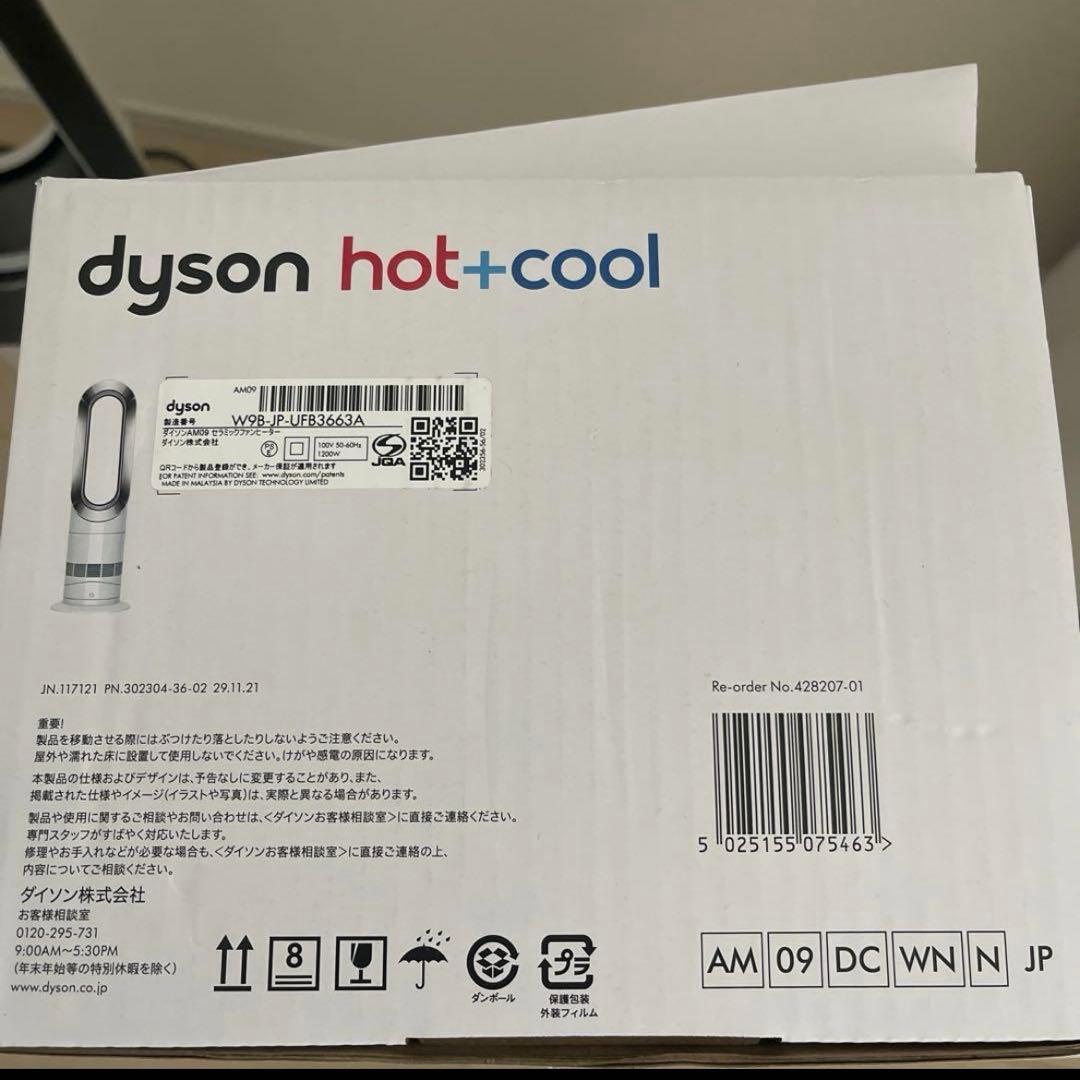 dyson hot+cool
AM09
dyson
製造番号 W9B-JP-UFB3663A
ダイソンAM09 セラミックファンヒーター
ダイソン株式会社
PS
E
100V 50-60Hz
1200W
JQA
302356-56/02
QRコードから製品登録ができ、メーカー保証が適用されます
FOR PATENT INFORMATION SEE: www.dyson.com/patents
MADE IN MALAYSIA BY DYSON TECHNOLOGY LIMITED
JN.117121 PN.302304-36-02 29.11.21
Re-order No.428207-01
重要!
製品を移動させる際にはぶつけたり落としたりしないようご注意ください。
屋外や濡れた床に設置して使用しないでください。けがや感電の原因になります。
本製品の仕様およびデザインは、予告なしに変更することがあり、また、
掲載された仕様やイメージ(イラストや写真)は、実際と異なる場合があります。
製品や使用に関するご相談やお問い合わせは、<ダイソンお客様相談室>に直接ご連絡ください。
専門スタッフがすばやく対応いたします。
修理やお手入れなどが必要な場合も、<ダイソンお客様相談室>に直接ご連絡の上、
内容についてご相談ください。
5 025155 075463 >
ダイソン株式会社
お客様相談室
0120-295-731
9:00AM〜5:30PM
(年末年始等の特別休暇を除く)
www.dyson.co.jp
8
ダンボール
プラ
保護包装
外装フィルム
AM 09 DC WN N JP